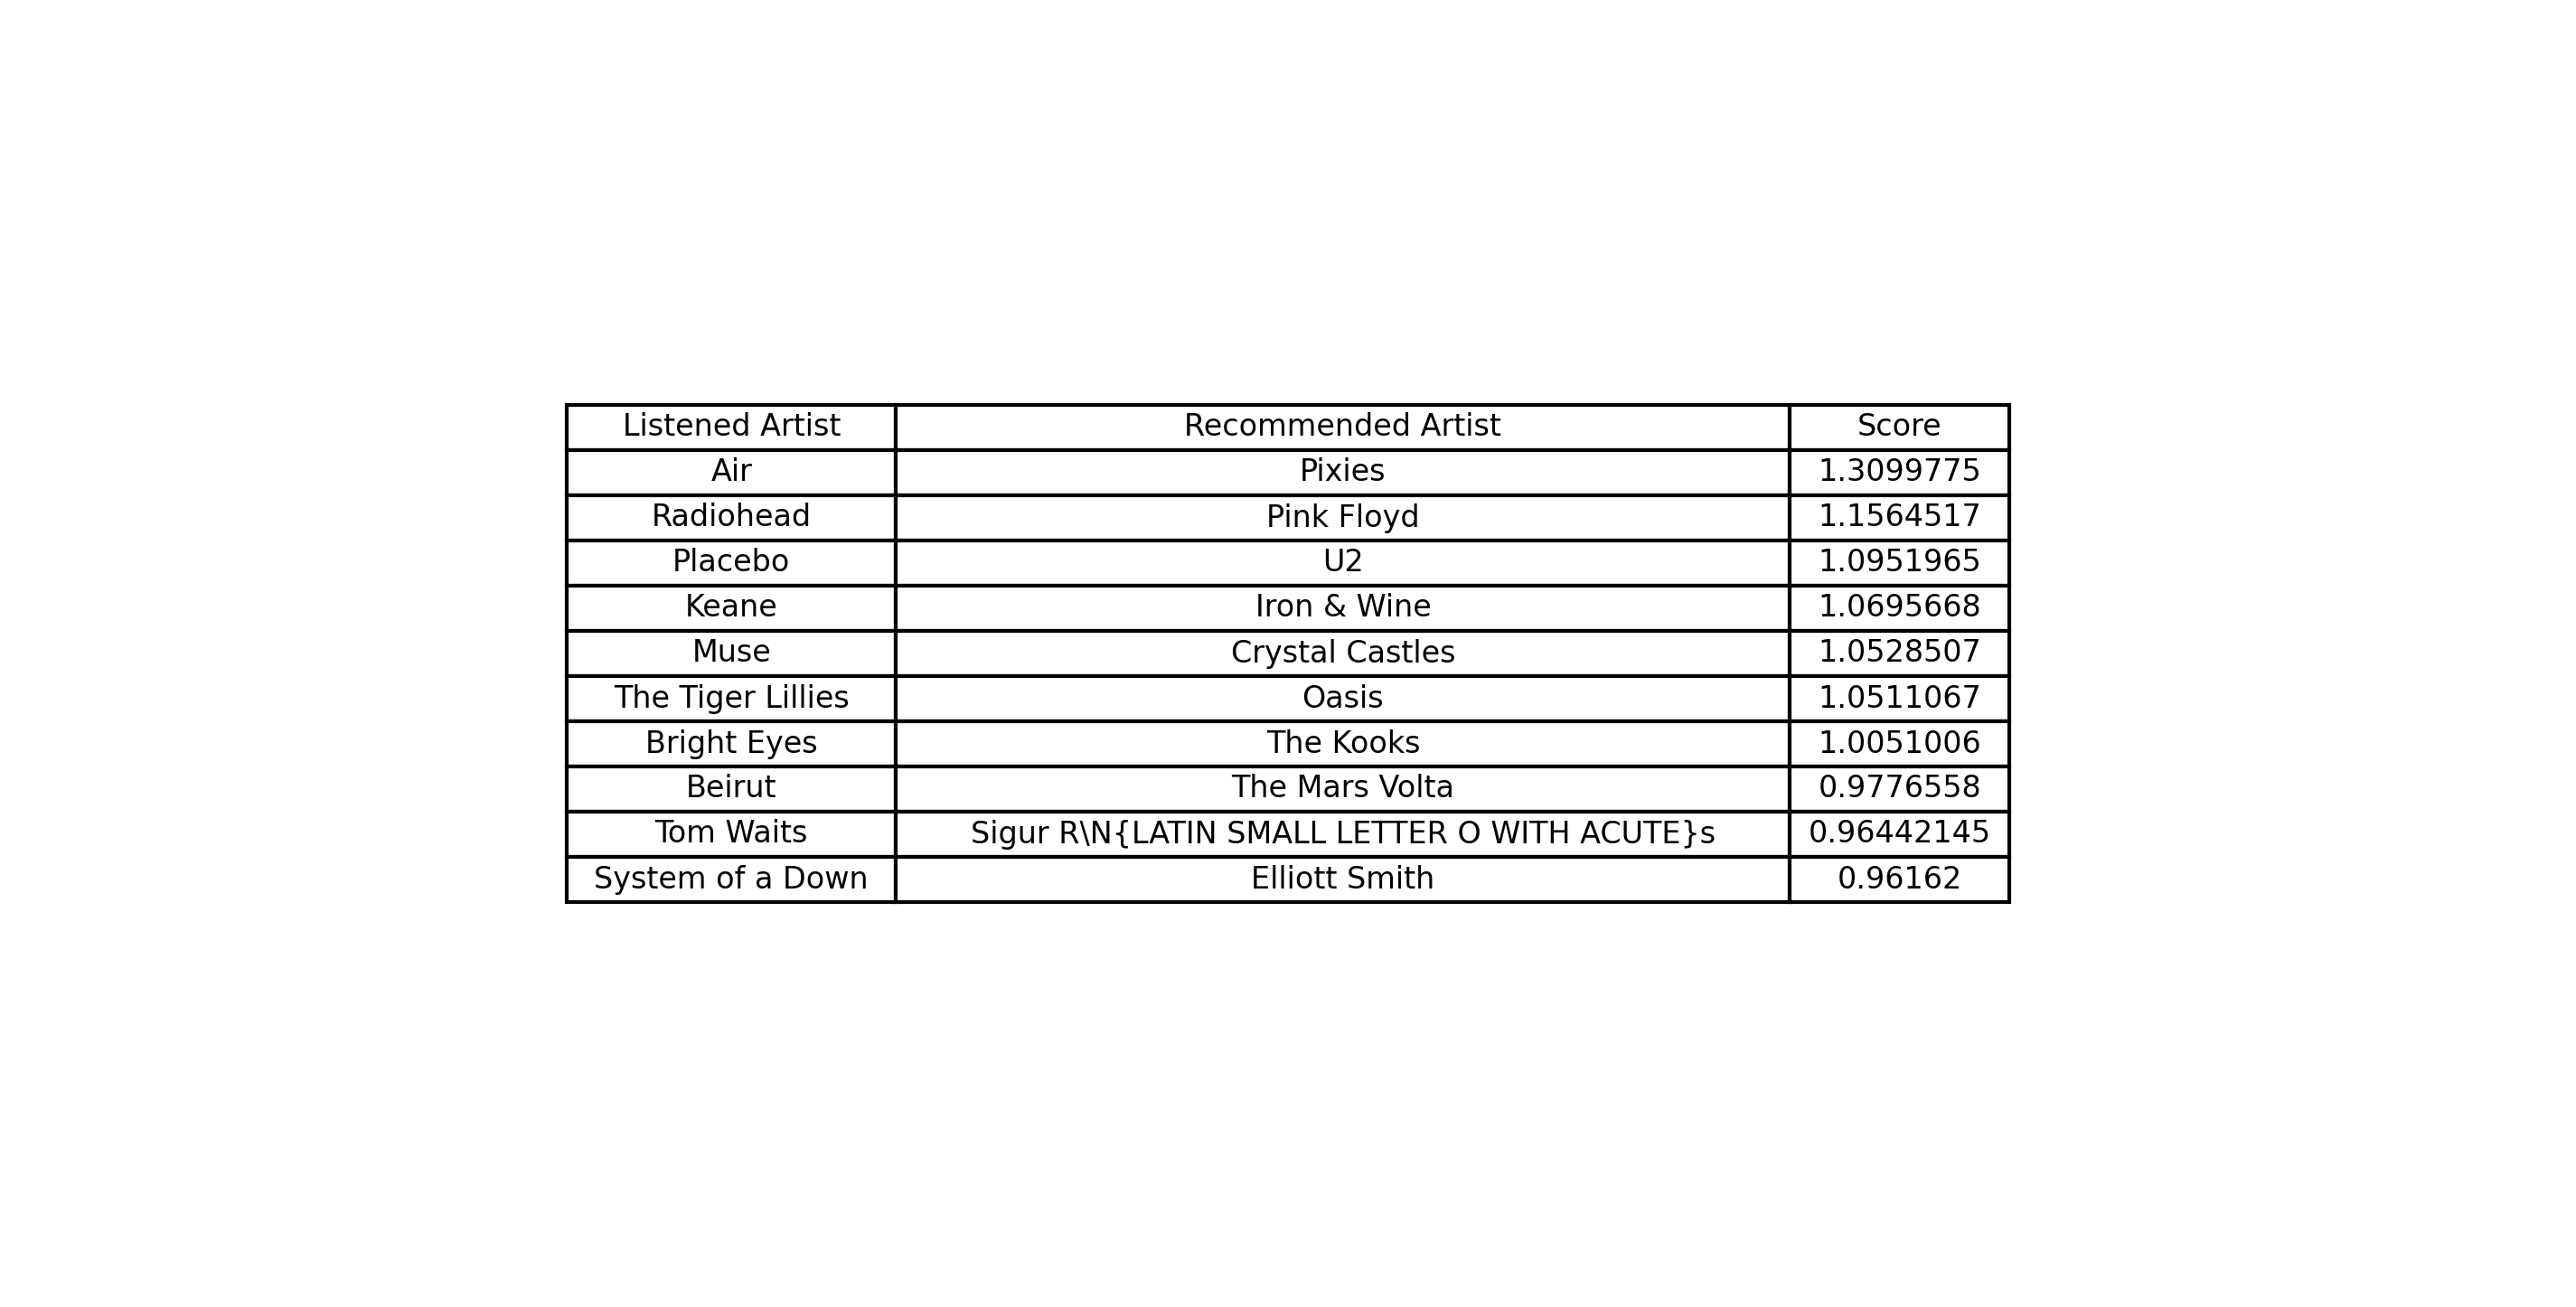 Listened Artist Recommended Artist Score
Air Pixies 1.3099775
Radiohead Pink Floyd 1.1564517
Placebo U2 1.0951965
Keane Iron & Wine 1.0695668
Muse Crystal Castles 1.0528507
The Tiger Lillies Oasis 1.0511067
Bright Eyes The Kooks 1.0051006
Beirut The Mars Volta 0.9776558
Tom Waits Sigur R\N{LATIN SMALL LETTER O WITH ACUTE}s 0.96442145
System of a Down Elliott Smith 0.96162